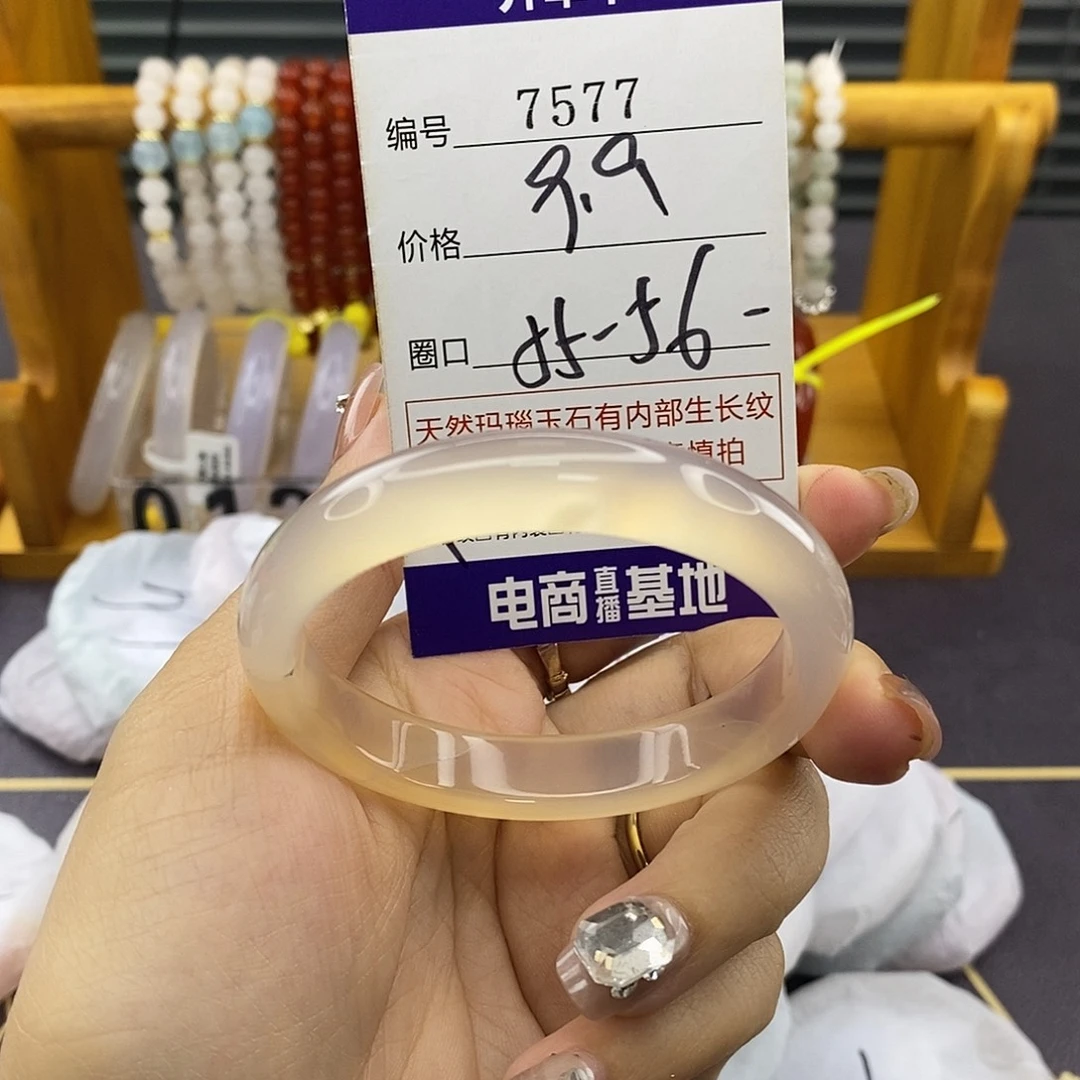 编号 7577
价格 9.9
圈口 55-56-
天然玛瑙玉石有内部生长纹
慎拍
电商直播基地